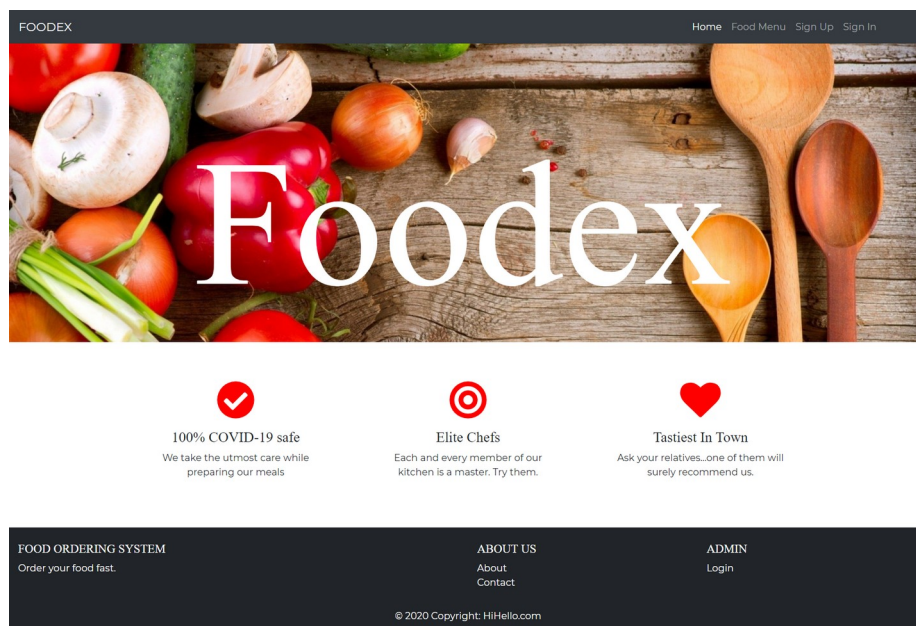 FOODEX
Home Food Menu Sign Up Sign In
Foodex
100% COVID-19 safe
We take the utmost care while
preparing our meals
Elite Chefs
Each and every member of our
kitchen is a master. Try them.
Tastiest In Town
Ask your relatives...one of them will
surely recommend us.
FOOD ORDERING SYSTEM
Order your food fast.
ABOUT US
About
Contact
ADMIN
Login
© 2020 Copyright: HiHello.com